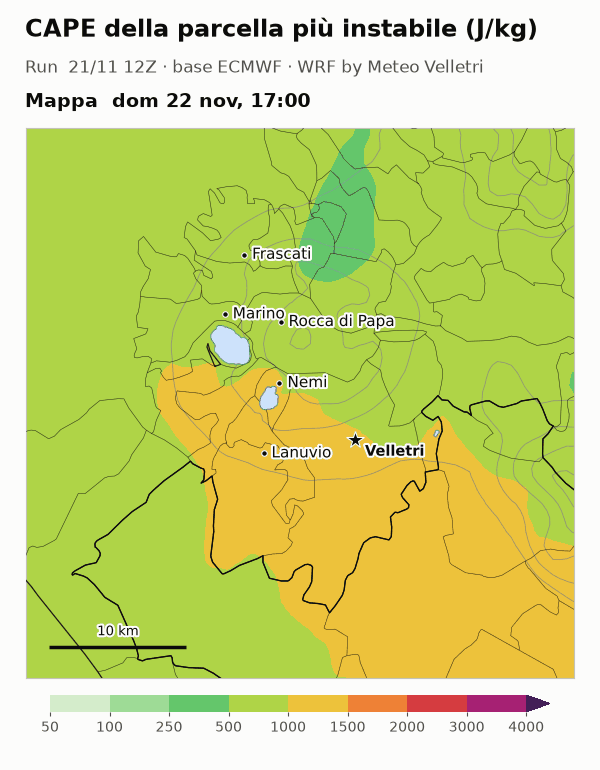 CAPE della parcella più instabile (J/kg)
Run  21/11 12Z · base ECMWF · WRF by Meteo Velletri
Mappa  dom 22 nov, 17:00
Frascati
Marino
Rocca di Papa
Nemi
Velletri
Lanuvio
10 km
50 100 250 500 1000 1500 2000 3000 4000